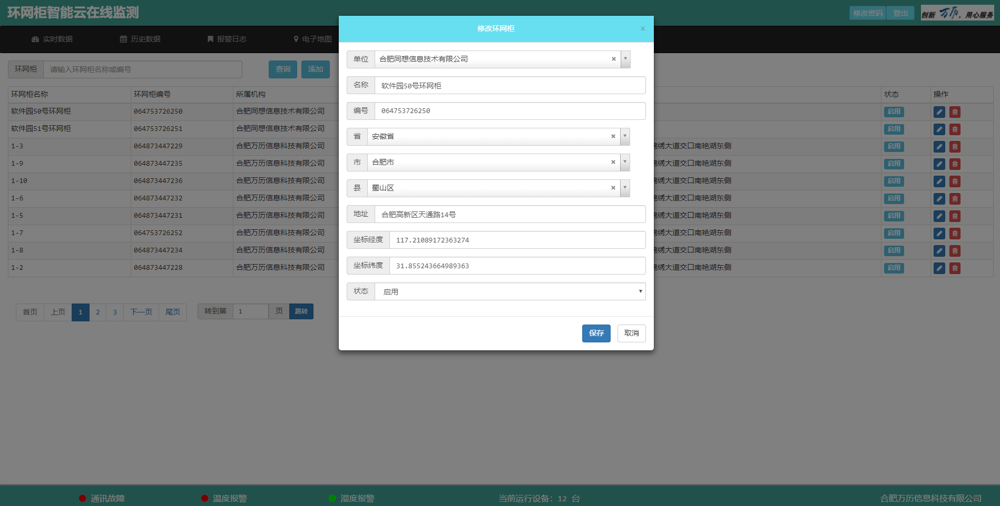 环网柜智能云在线监测
修改密码 登出 创新 万历，用心服务
实时数据 历史数据 报警日志 电子地图
环网柜 请输入环网柜名称或编号 查询 添加
环网柜名称 环网柜编号 所属机构 状态 操作
软件园50号环网柜 064753726250 合肥同想信息技术有限公司 启用
软件园51号环网柜 064753726251 合肥同想信息技术有限公司 启用
1-3 064873447229 合肥万历信息科技有限公司 锦绣大道交口南艳湖东侧 启用
1-9 064873447235 合肥万历信息科技有限公司 锦绣大道交口南艳湖东侧 启用
1-10 064873447236 合肥万历信息科技有限公司 锦绣大道交口南艳湖东侧 启用
1-6 064873447232 合肥万历信息科技有限公司 锦绣大道交口南艳湖东侧 启用
1-5 064873447231 合肥万历信息科技有限公司 锦绣大道交口南艳湖东侧 启用
1-7 064753726252 合肥万历信息科技有限公司 锦绣大道交口南艳湖东侧 启用
1-8 064873447234 合肥万历信息科技有限公司 锦绣大道交口南艳湖东侧 启用
1-2 064873447228 合肥万历信息科技有限公司 锦绣大道交口南艳湖东侧 启用
首页 上页 1 2 3 下一页 尾页 转到第 1 页 跳转
修改环网柜 ×
单位 合肥同想信息技术有限公司
名称 软件园50号环网柜
编号 064753726250
省 安徽省
市 合肥市
县 蜀山区
地址 合肥高新区天通路14号
坐标经度 117.21089172363274
坐标纬度 31.855243664989363
状态 启用
保存 取消
通讯故障 温度报警 湿度报警 当前运行设备：12 台 合肥万历信息科技有限公司